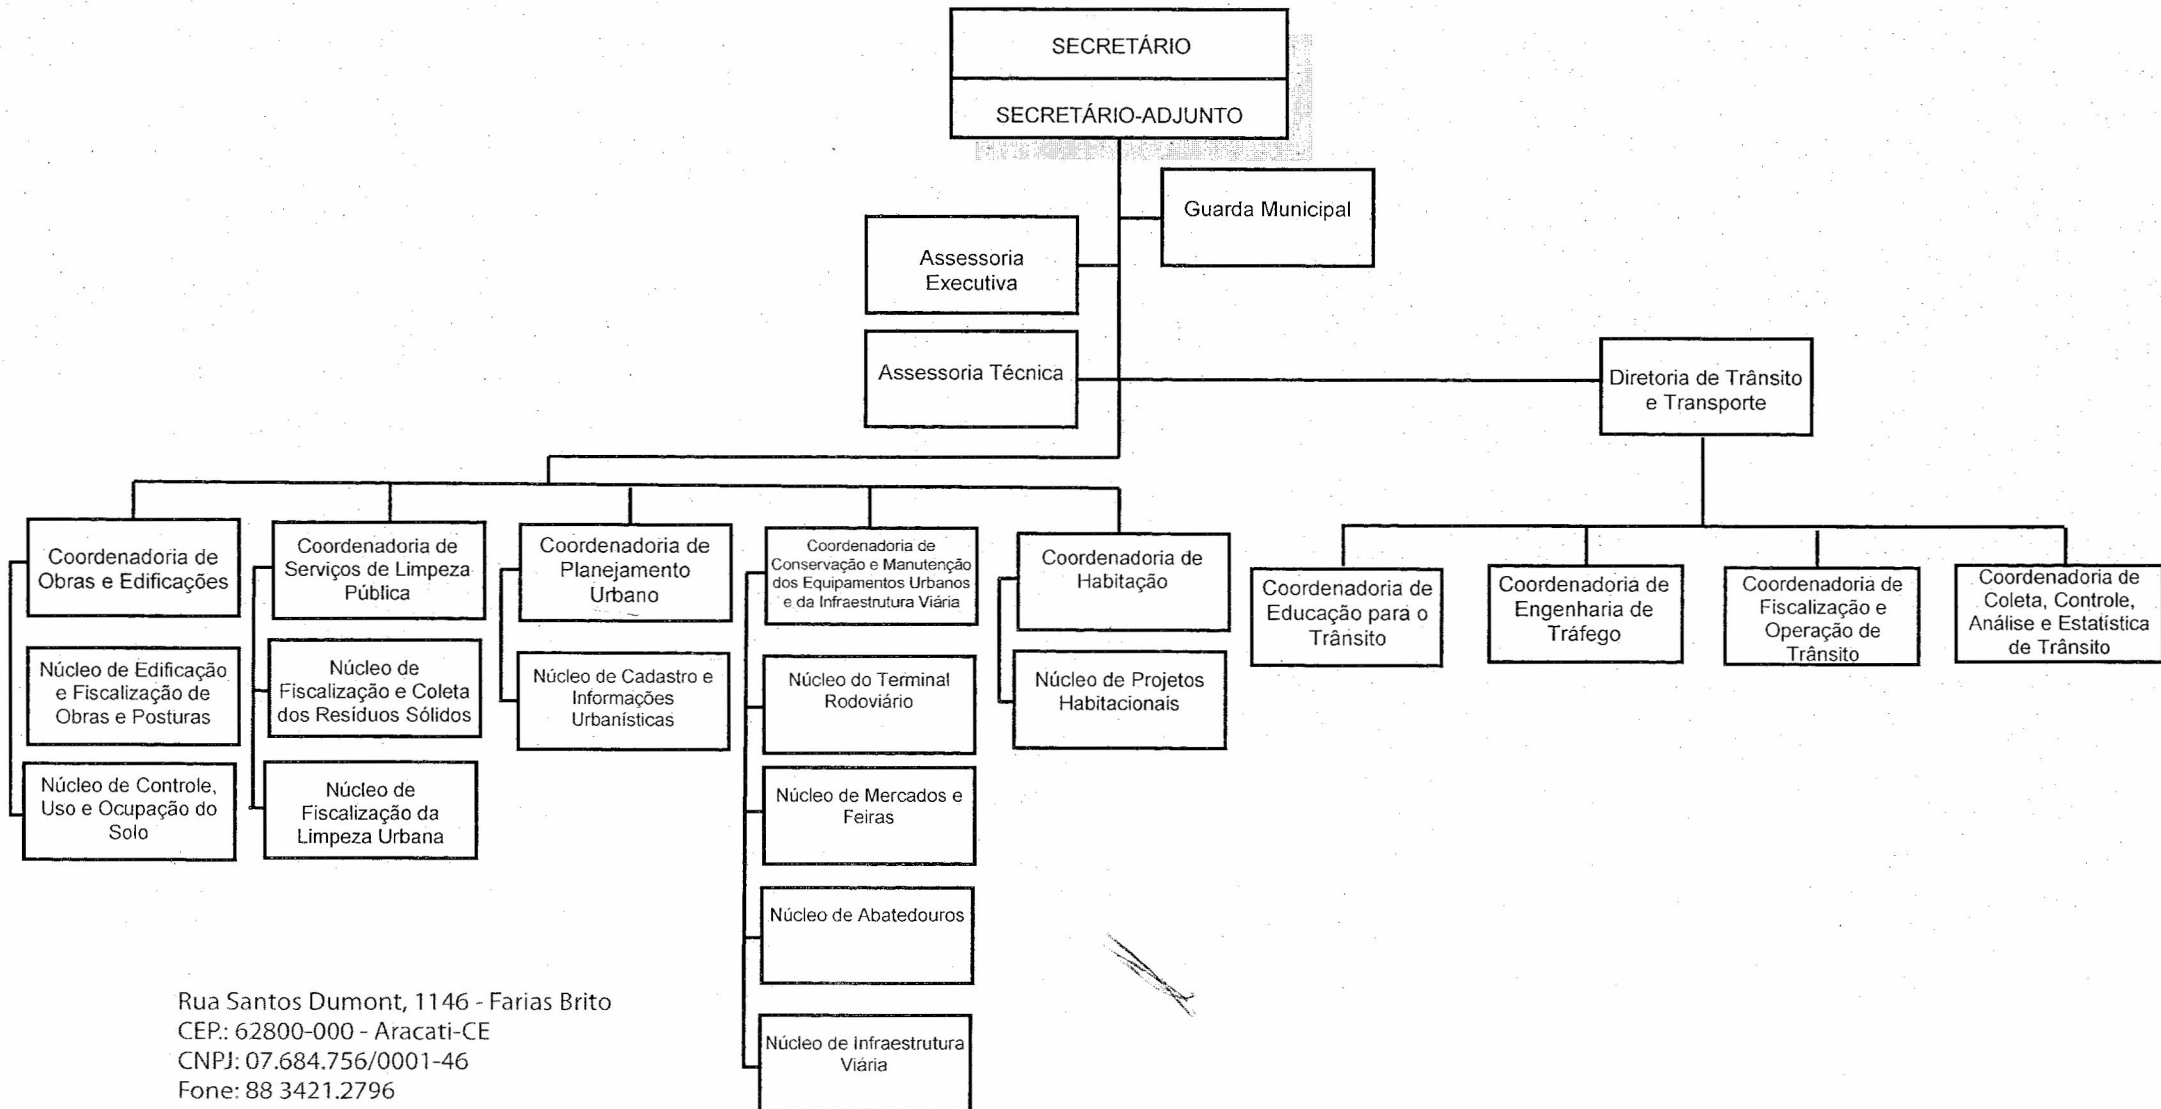 SECRETÁRIO
SECRETÁRIO-ADJUNTO
Guarda Municipal
Assessoria
Executiva
Assessoria Técnica
Diretoria de Trânsito
e Transporte
Coordenadoria de
Obras e Edificações
Coordenadoria de
Serviços de Limpeza
Pública
Coordenadoria de
Planejamento
Urbano
Coordenadoria de
Conservação e Manutenção
dos Equipamentos Urbanos
e da Infraestrutura Viária
Coordenadoria de
Habitação
Coordenadoria de
Educação para o
Trânsito
Coordenadoria de
Engenharia de
Tráfego
Coordenadoria de
Fiscalização e
Operação de
Trânsito
Coordenadoria de
Coleta, Controle,
Análise e Estatística
de Trânsito
Núcleo de Edificação
e Fiscalização de
Obras e Posturas
Núcleo de
Fiscalização e Coleta
dos Resíduos Sólidos
Núcleo de Cadastro e
Informações
Urbanísticas
Núcleo do Terminal
Rodoviário
Núcleo de Projetos
Habitacionais
Núcleo de Controle,
Uso e Ocupação do
Solo
Núcleo de
Fiscalização da
Limpeza Urbana
Núcleo de Mercados e
Feiras
Núcleo de Abatedouros
Núcleo de Infraestrutura
Viária
Rua Santos Dumont, 1146 - Farias Brito
CEP.: 62800-000 - Aracati-CE
CNPJ: 07.684.756/0001-46
Fone: 88 3421.2796